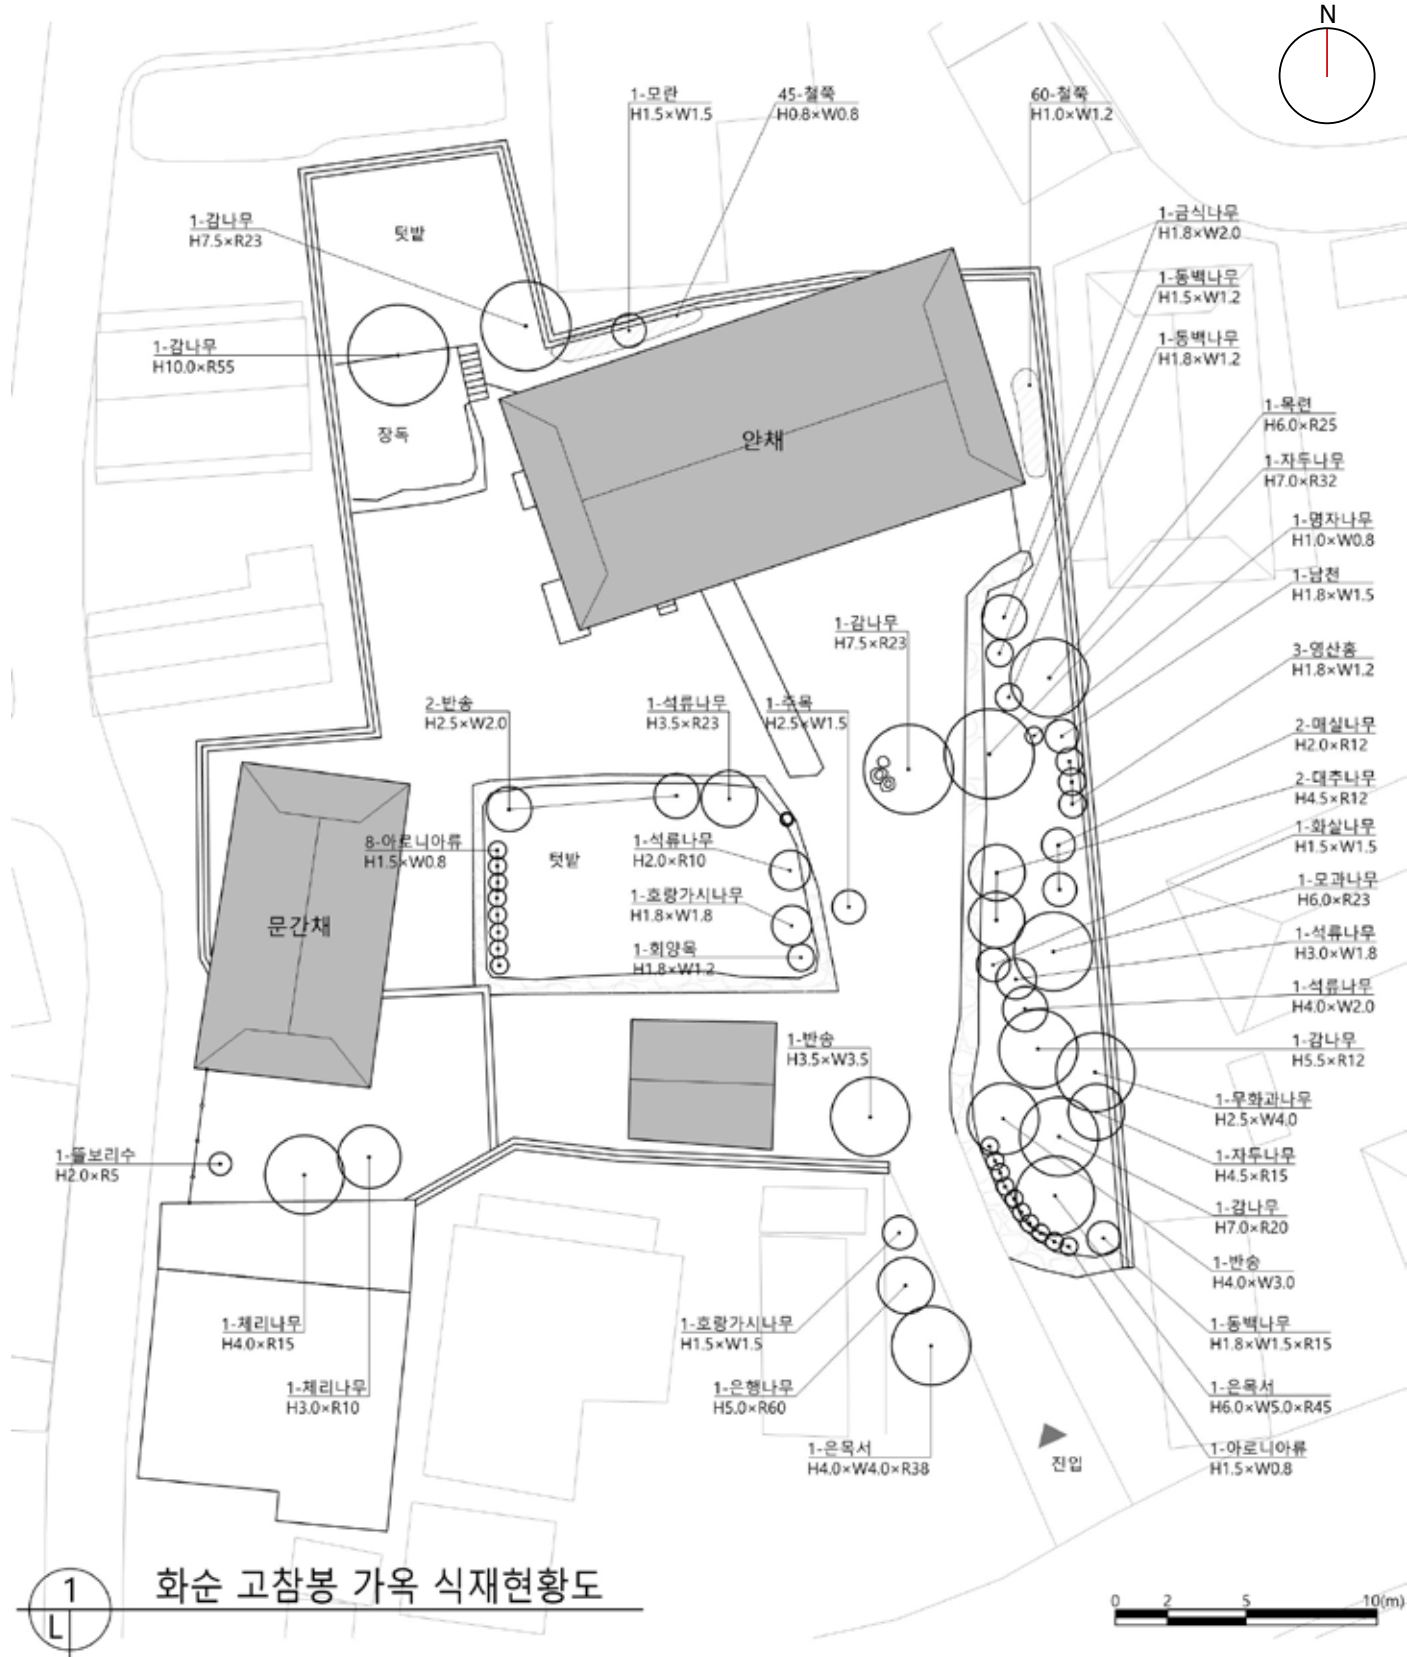 N
1-모란
H1.5×W1.5
45-철쭉
H0.8×W0.8
60-철쭉
H1.0×W1.2
1-감나무
H7.5×R23
텃밭
1-금식나무
H1.8×W2.0
1-동백나무
H1.5×W1.2
1-동백나무
H1.8×W1.2
1-감나무
H10.0×R55
장독
안채
1-목련
H6.0×R25
1-자두나무
H7.0×R32
1-명자나무
H1.0×W0.8
1-남천
H1.8×W1.5
1-감나무
H7.5×R23
3-영산홍
H1.8×W1.2
2-반송
H2.5×W2.0
1-석류나무
H3.5×R23
1-주목
H2.5×W1.5
2-매실나무
H2.0×R12
2-대추나무
H4.5×R12
8-아로니아류
H1.5×W0.8
텃밭
1-석류나무
H2.0×R10
1-화살나무
H1.5×W1.5
1-호랑가시나무
H1.8×W1.8
1-모과나무
H6.0×R23
문간채
1-회양목
H1.8×W1.2
1-석류나무
H3.0×W1.8
1-석류나무
H4.0×W2.0
1-반송
H3.5×W3.5
1-감나무
H5.5×R12
1-무화과나무
H2.5×W4.0
1-뜰보리수
H2.0×R5
1-자두나무
H4.5×R15
1-감나무
H7.0×R20
1-반송
H4.0×W3.0
1-체리나무
H4.0×R15
1-호랑가시나무
H1.5×W1.5
1-동백나무
H1.8×W1.5×R15
1-체리나무
H3.0×R10
1-은행나무
H5.0×R60
1-은목서
H6.0×W5.0×R45
1-은목서
H4.0×W4.0×R38
진입
1-아로니아류
H1.5×W0.8
1
L
화순 고참봉 가옥 식재현황도
0 2 5 10(m)